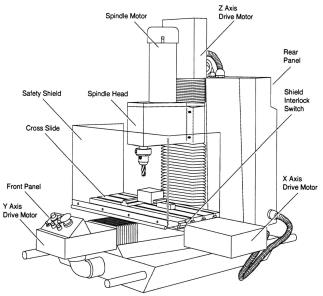 Spindle Motor
Z Axis
Drive Motor
Rear
Panel
Safety Shield
Spindle Head
Shield
Interlock
Switch
Cross Slide
X Axis
Drive Motor
Front Panel
Y Axis
Drive Motor